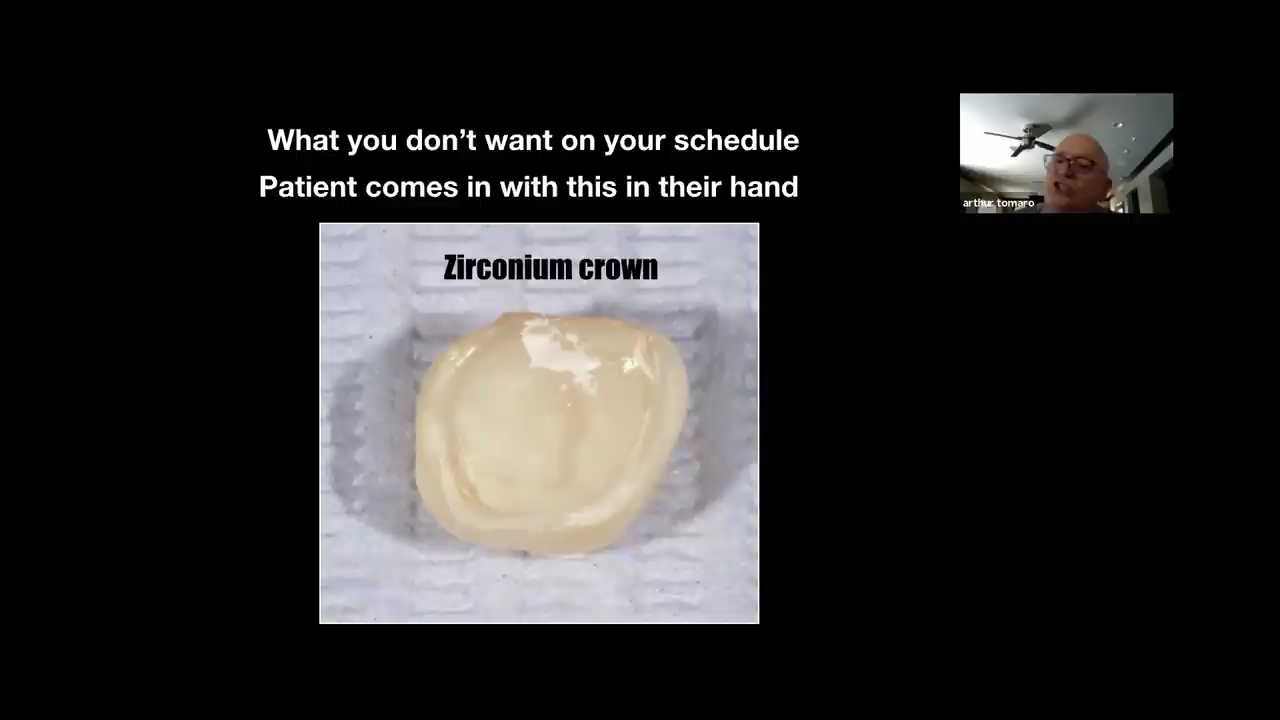 What you don’t want on your schedule
Patient comes in with this in their hand
Zirconium crown
arthur tomaro